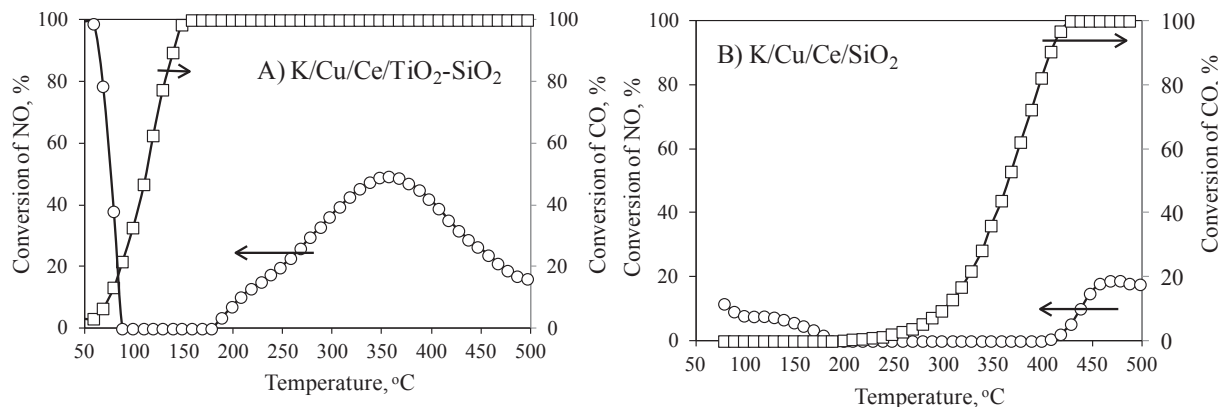 A) K/Cu/Ce/TiO₂-SiO₂
Conversion of NO, %
100
80
60
40
20
0
Conversion of CO, %
100
80
60
40
20
0
50 100 150 200 250 300 350 400 450 500
Temperature, °C
B) K/Cu/Ce/SiO₂
Conversion of NO, %
100
80
60
40
20
0
Conversion of CO, %
100
80
60
40
20
0
50 100 150 200 250 300 350 400 450 500
Temperature, °C